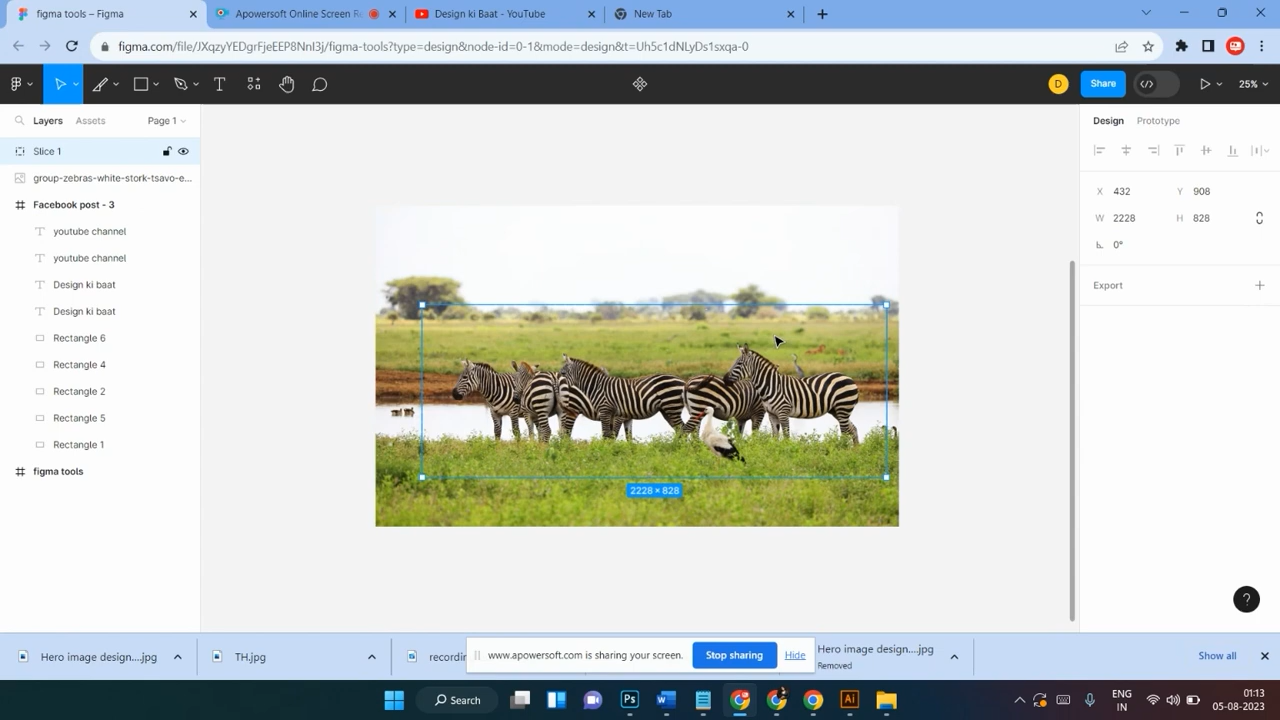 figma tools – Figma
Apowersoft Online Screen Re
Design ki Baat - YouTube
New Tab
figma.com/file/JXqzyYEDgrFjeEEP8NnI3j/figma-tools?type=design&node-id=0-1&mode=design&t=Uh5c1dNLyDs1sxqa-0
D
Share
25%
Layers
Assets
Page 1
Design
Prototype
Slice 1
group-zebras-white-stork-tsavo-e...
Facebook post - 3
youtube channel
youtube channel
Design ki baat
Design ki baat
Rectangle 6
Rectangle 4
Rectangle 2
Rectangle 5
Rectangle 1
figma tools
X 432
Y 908
W 2228
H 828
0°
Export
2228 × 828
?
Hero image design....jpg
TH.jpg
recordin
www.apowersoft.com is sharing your screen.
Stop sharing
Hide
Hero image design....jpg
Removed
Show all
Search
Ps
Ai
ENG
IN
01:13
05-08-2023